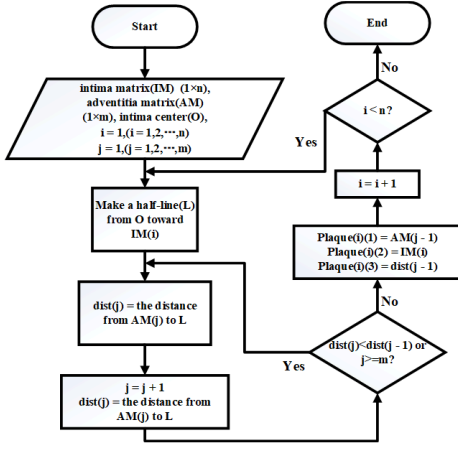 Start
intima matrix(IM) (1×n),
adventitia matrix(AM)
(1×m), intima center(O),
i = 1,(i = 1,2,···,n)
j = 1,(j = 1,2,···,m)
Make a half-line(L)
from O toward
IM(i)
dist(j) = the distance
from AM(j) to L
j = j + 1
dist(j) = the distance from
AM(j) to L
dist(j)<dist(j - 1) or
j>=m?
Yes
No
Plaque(i)(1) = AM(j - 1)
Plaque(i)(2) = IM(i)
Plaque(i)(3) = dist(j - 1)
i = i + 1
i < n?
Yes
No
End